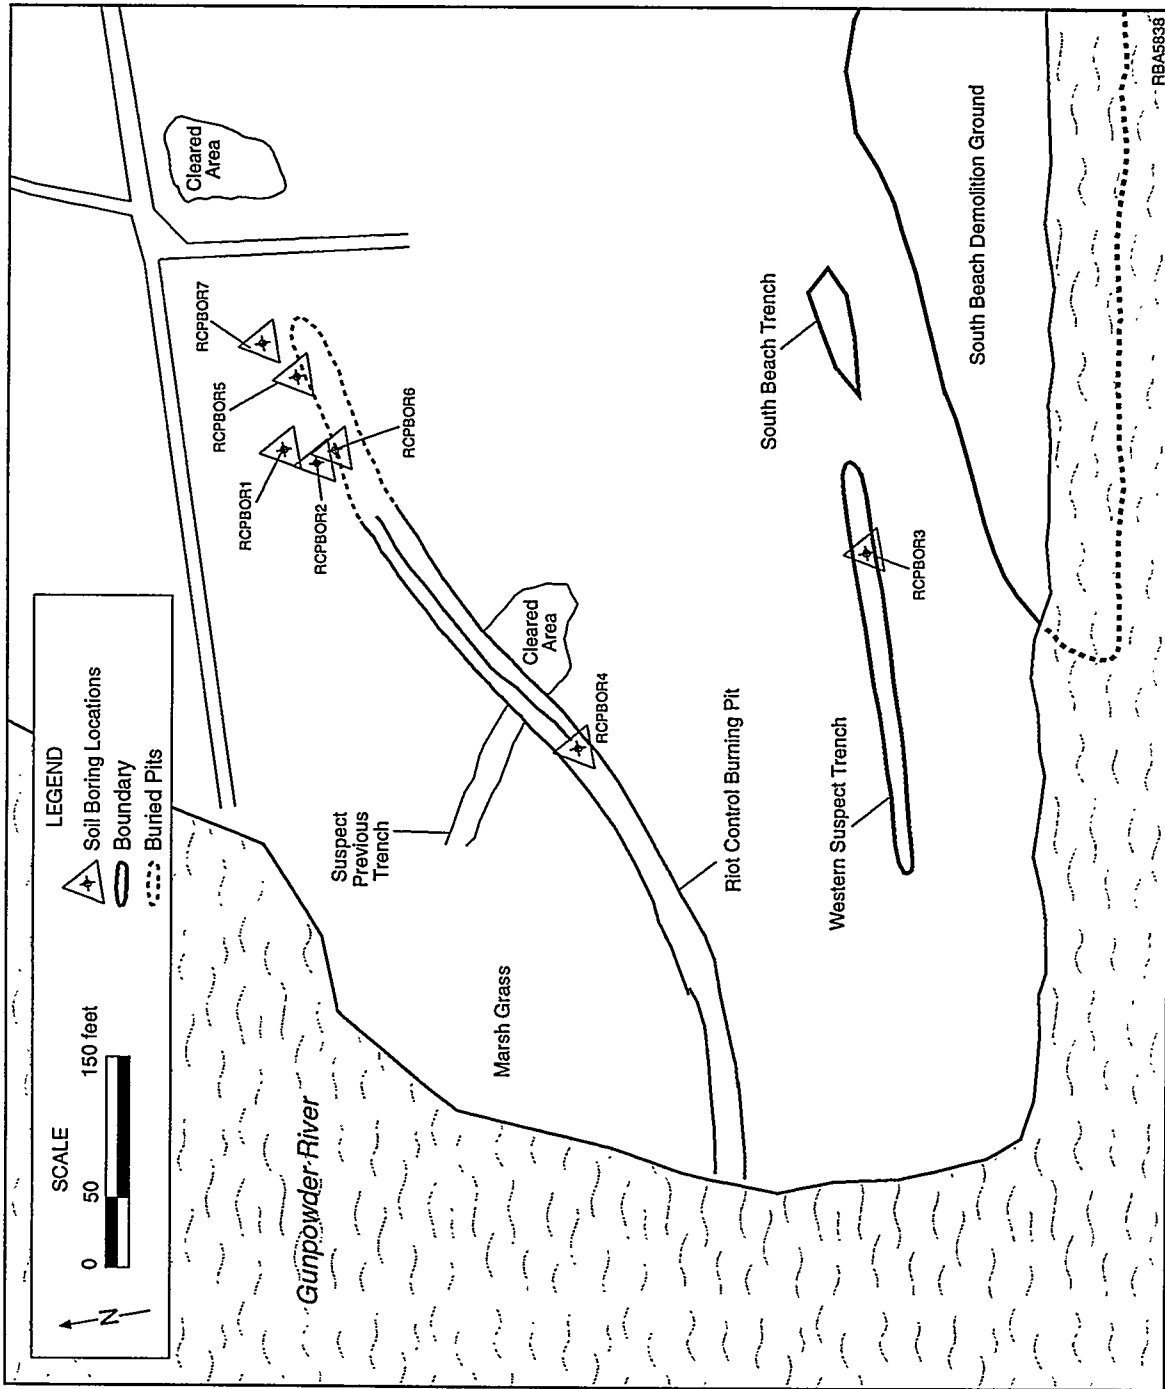 LEGEND
Soil Boring Locations
Boundary
Buried Pits
SCALE
0 50 150 feet
N
Gunpowder River
Marsh Grass
Suspect
Previous
Trench
Cleared
Area
Cleared
Area
RCPBOR1
RCPBOR2
RCPBOR5
RCPBOR7
RCPBOR6
RCPBOR4
Riot Control Burning Pit
Western Suspect Trench
RCPBOR3
South Beach Trench
South Beach Demolition Ground
RBA5838